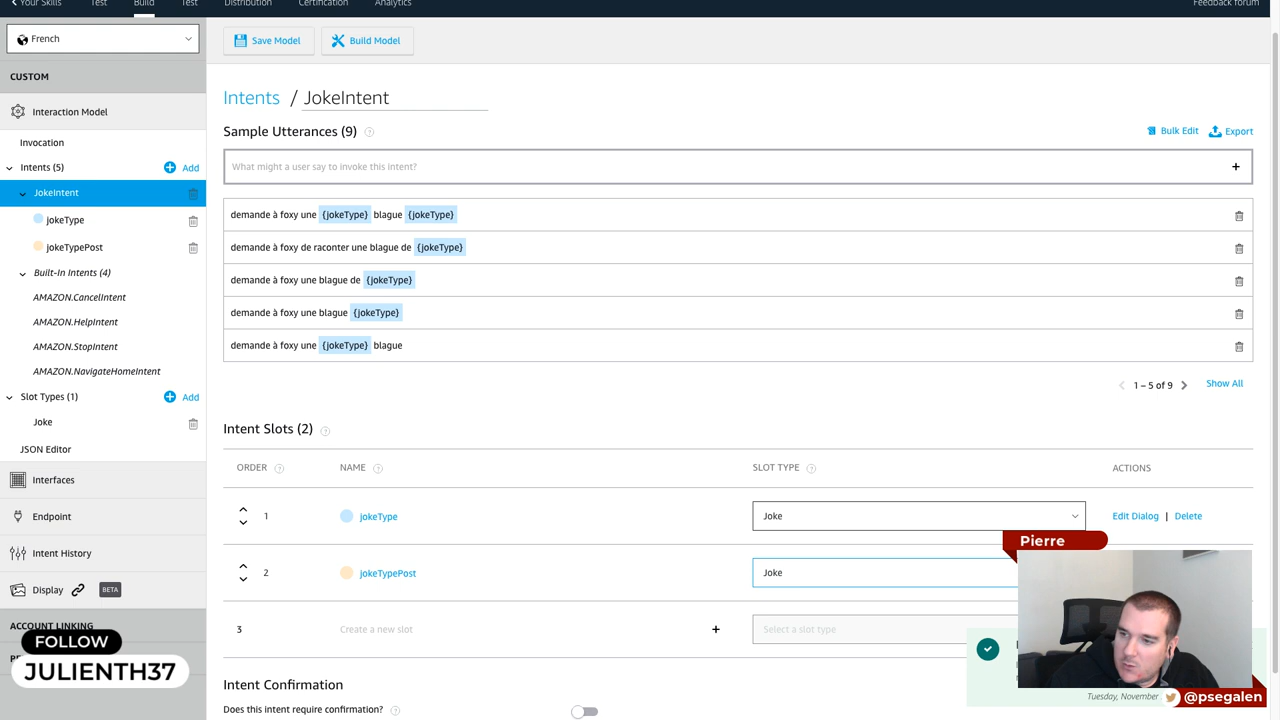 Your Skills Test Build Test Distribution Certification Analytics Feedback forum
French
Save Model Build Model
CUSTOM
Interaction Model
Invocation
Intents (5) Add
JokeIntent
jokeType
jokeTypePost
Built-In Intents (4)
AMAZON.CancelIntent
AMAZON.HelpIntent
AMAZON.StopIntent
AMAZON.NavigateHomeIntent
Slot Types (1) Add
Joke
JSON Editor
Interfaces
Endpoint
Intent History
Display BETA
ACCOUNT LINKING
FOLLOW
JULIENTH37
Intents / JokeIntent
Sample Utterances (9) ?
Bulk Edit Export
What might a user say to invoke this intent? +
demande à foxy une {jokeType} blague {jokeType}
demande à foxy de raconter une blague de {jokeType}
demande à foxy une blague de {jokeType}
demande à foxy une blague {jokeType}
demande à foxy une {jokeType} blague
1 – 5 of 9 Show All
Intent Slots (2) ?
ORDER ? NAME ? SLOT TYPE ? ACTIONS
1 jokeType Joke Edit Dialog | Delete
2 jokeTypePost Joke
3 Create a new slot + Select a slot type
Intent Confirmation
Does this intent require confirmation? ?
Pierre
Tuesday, November
@psegalen